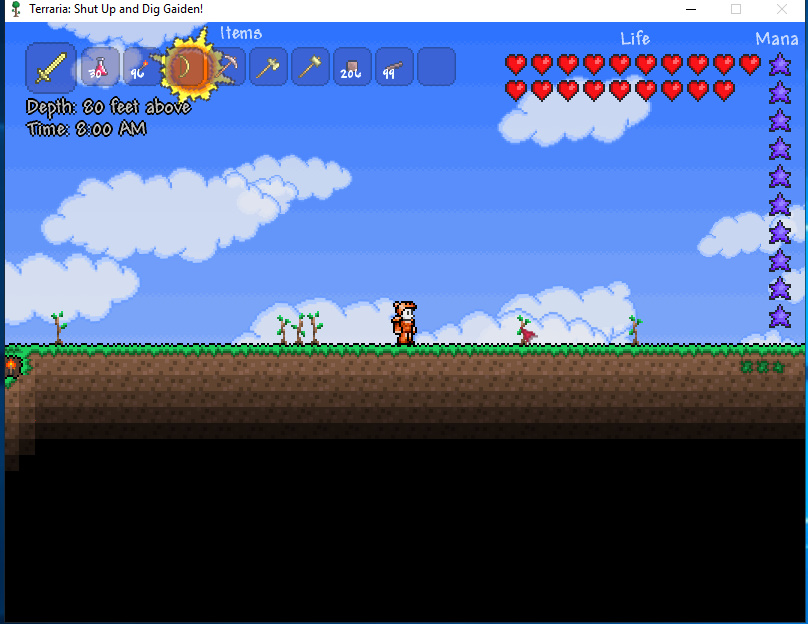 Terraria: Shut Up and Dig Gaiden!
Items
Life
Mana
30
96
206
99
Depth: 80 feet above
Time: 8:00 AM